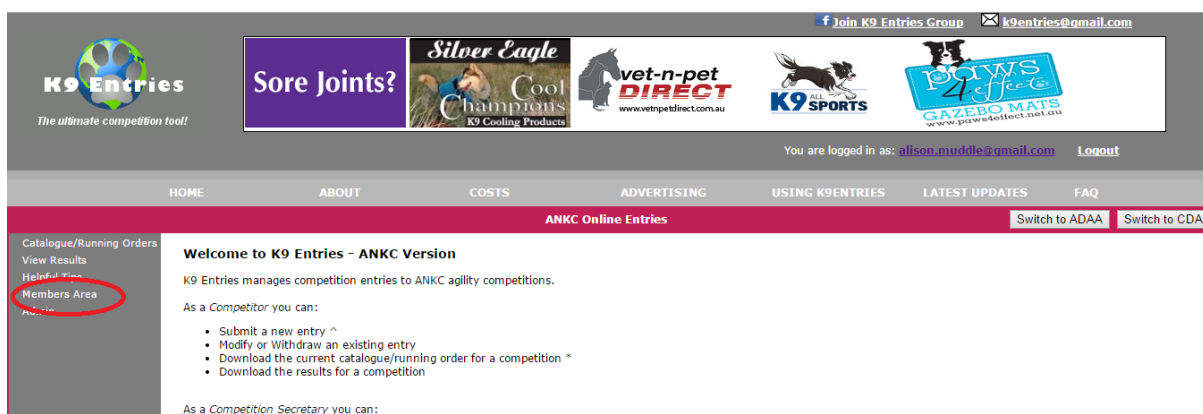 Join K9 Entries Group k9entries@gmail.com
K9 Entries
The ultimate competition tool!
Sore Joints?
Silver Eagle
Cool
Champions
K9 Cooling Products
vet-n-pet
DIRECT
www.vetnpetdirect.com.au
K9 ALL SPORTS
paws
4effect
GAZEBO MATS
www.paws4effect.net.au
You are logged in as: alison.muddle@gmail.com Logout
HOME ABOUT COSTS ADVERTISING USING K9ENTRIES LATEST UPDATES FAQ
ANKC Online Entries Switch to ADAA Switch to CDA
Catalogue/Running Orders
View Results
Helpful Tips
Members Area
Admin
Welcome to K9 Entries - ANKC Version
K9 Entries manages competition entries to ANKC agility competitions.
As a Competitor you can:
• Submit a new entry ^
• Modify or Withdraw an existing entry
• Download the current catalogue/running order for a competition *
• Download the results for a competition
As a Competition Secretary you can: